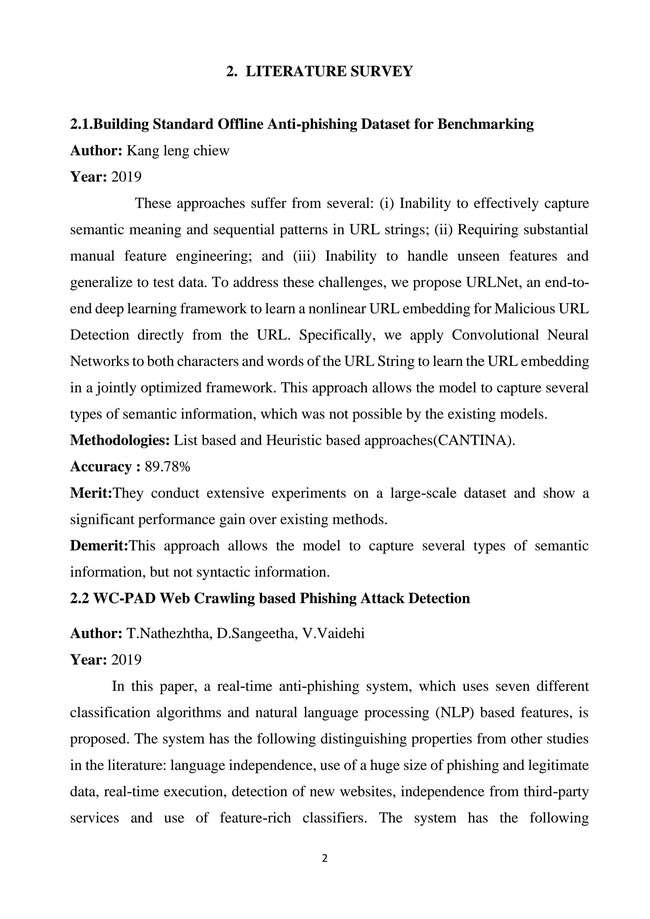 2. LITERATURE SURVEY
2.1.Building Standard Offline Anti-phishing Dataset for Benchmarking
Author: Kang leng chiew
Year: 2019
These approaches suffer from several: (i) Inability to effectively capture
semantic meaning and sequential patterns in URL strings; (ii) Requiring substantial
manual feature engineering; and (iii) Inability to handle unseen features and
generalize to test data. To address these challenges, we propose URLNet, an end-to-
end deep learning framework to learn a nonlinear URL embedding for Malicious URL
Detection directly from the URL. Specifically, we apply Convolutional Neural
Networks to both characters and words of the URL String to learn the URL embedding
in a jointly optimized framework. This approach allows the model to capture several
types of semantic information, which was not possible by the existing models.
Methodologies: List based and Heuristic based approaches(CANTINA).
Accuracy : 89.78%
Merit:They conduct extensive experiments on a large-scale dataset and show a
significant performance gain over existing methods.
Demerit:This approach allows the model to capture several types of semantic
information, but not syntactic information.
2.2 WC-PAD Web Crawling based Phishing Attack Detection
Author: T.Nathezhtha, D.Sangeetha, V.Vaidehi
Year: 2019
In this paper, a real-time anti-phishing system, which uses seven different
classification algorithms and natural language processing (NLP) based features, is
proposed. The system has the following distinguishing properties from other studies
in the literature: language independence, use of a huge size of phishing and legitimate
data, real-time execution, detection of new websites, independence from third-party
services and use of feature-rich classifiers. The system has the following
2